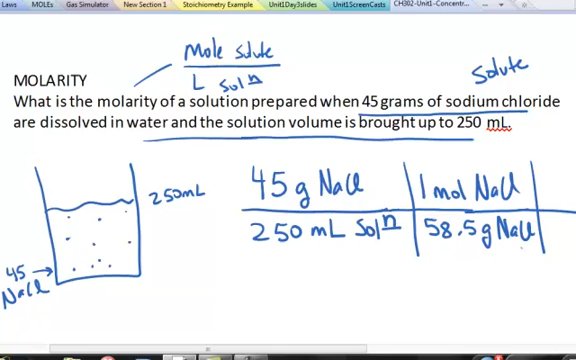 Laws MOLEs Gas Simulator New Section 1 Stoichiometry Example Unit1Day3slides Unit1ScreenCasts CH302-Unit1-Concentr...
Mole solute
L Soln
Solute
MOLARITY
What is the molarity of a solution prepared when 45 grams of sodium chloride
are dissolved in water and the solution volume is brought up to 250 mL.
250mL
45 g NaCl 1 mol NaCl
250 mL Soln 58.5g NaCl
45
NaCl